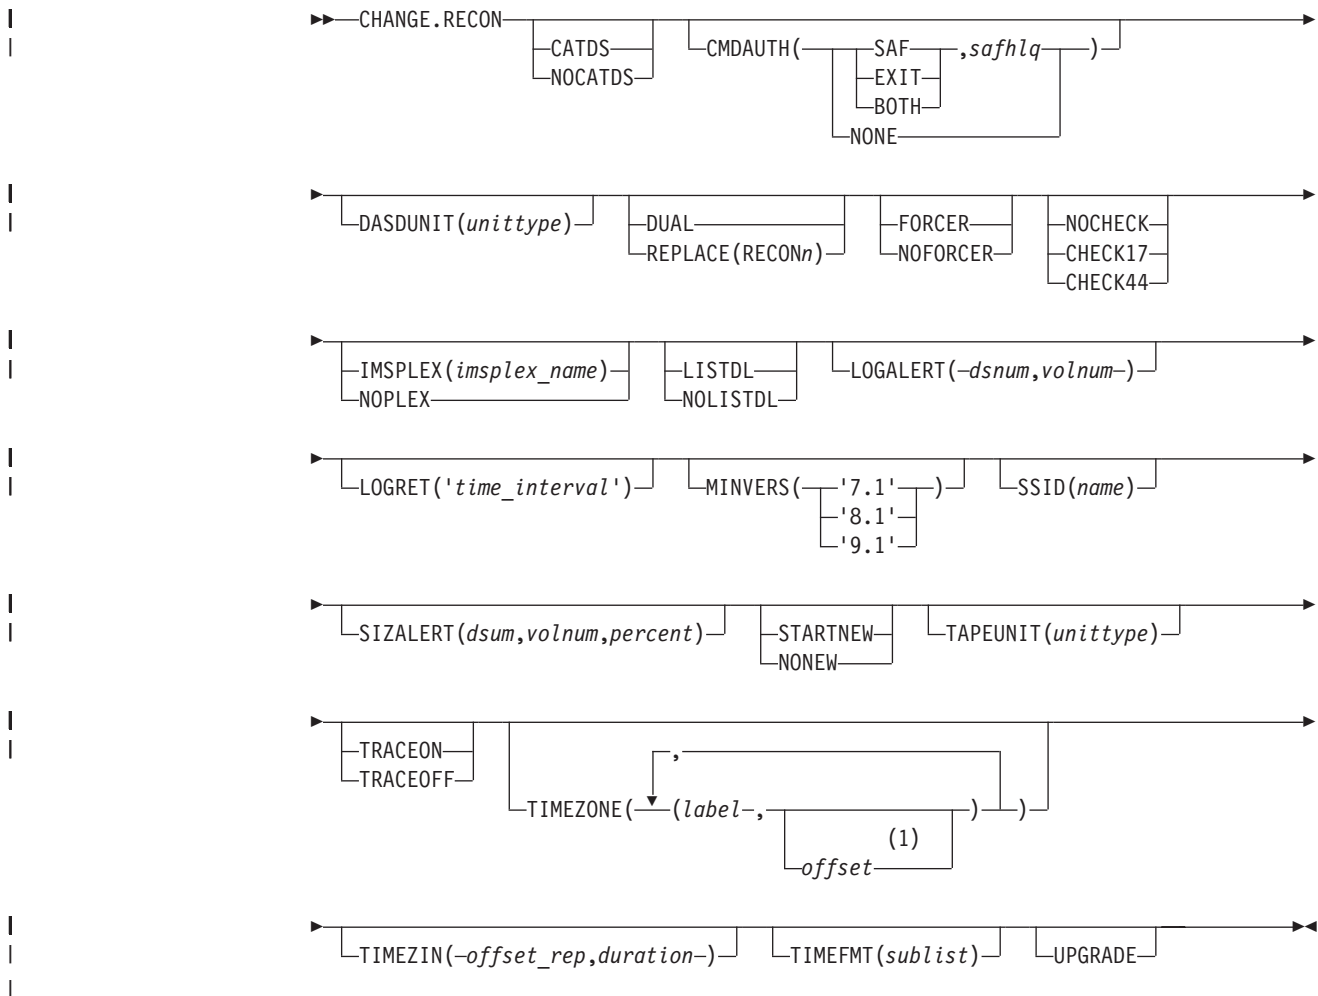 CHANGE.RECON
CATDS
NOCATDS
CMDAUTH( SAF ,safhlq )
EXIT
BOTH
NONE
DASDUNIT(unittype)
DUAL
REPLACE(RECONn)
FORCER
NOFORCER
NOCHECK
CHECK17
CHECK44
IMSPLEX(imsplex_name)
NOPLEX
LISTDL
NOLISTDL
LOGALERT(dsnum,volnum)
LOGRET('time_interval')
MINVERS( '7.1' )
'8.1'
'9.1'
SSID(name)
SIZALERT(dsum,volnum,percent)
STARTNEW
NONEW
TAPEUNIT(unittype)
TRACEON
TRACEOFF
,
TIMEZONE( (label , ) )
(1)
offset
TIMEZIN(offset_rep,duration)
TIMEFMT(sublist)
UPGRADE